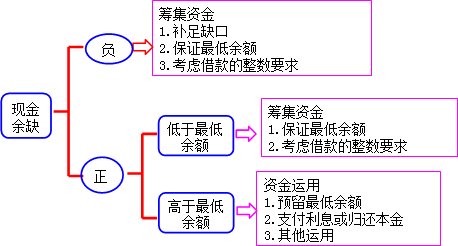 现金
余缺
负
筹集资金
1.补足缺口
2.保证最低余额
3.考虑借款的整数要求
正
低于最低
余额
筹集资金
1.保证最低余额
2.考虑借款的整数要求
高于最低
余额
资金运用
1.预留最低余额
2.支付利息或归还本金
3.其他运用